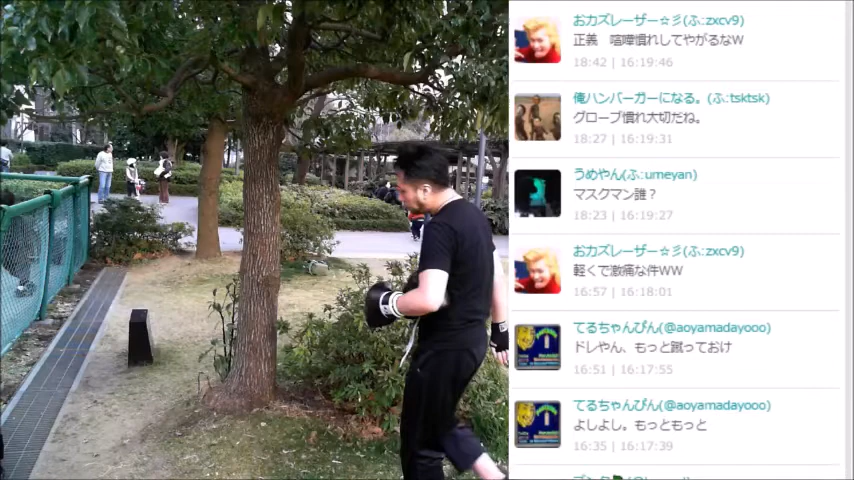 おカズレーザー☆彡(ふ:zxcv9)
正義　喧嘩慣れしてやがるなW
18:42 | 16:19:46
俺ハンバーガーになる。(ふ:tsktsk)
グローブ慣れ大切だね。
18:27 | 16:19:31
うめやん(ふ:umeyan)
マスクマン誰？
18:23 | 16:19:27
おカズレーザー☆彡(ふ:zxcv9)
軽くで激痛な件WW
16:57 | 16:18:01
てるちゃんぴん(@aoyamadayooo)
ドレやん、もっと蹴っておけ
16:51 | 16:17:55
てるちゃんぴん(@aoyamadayooo)
よしよし。もっともっと
16:35 | 16:17:39